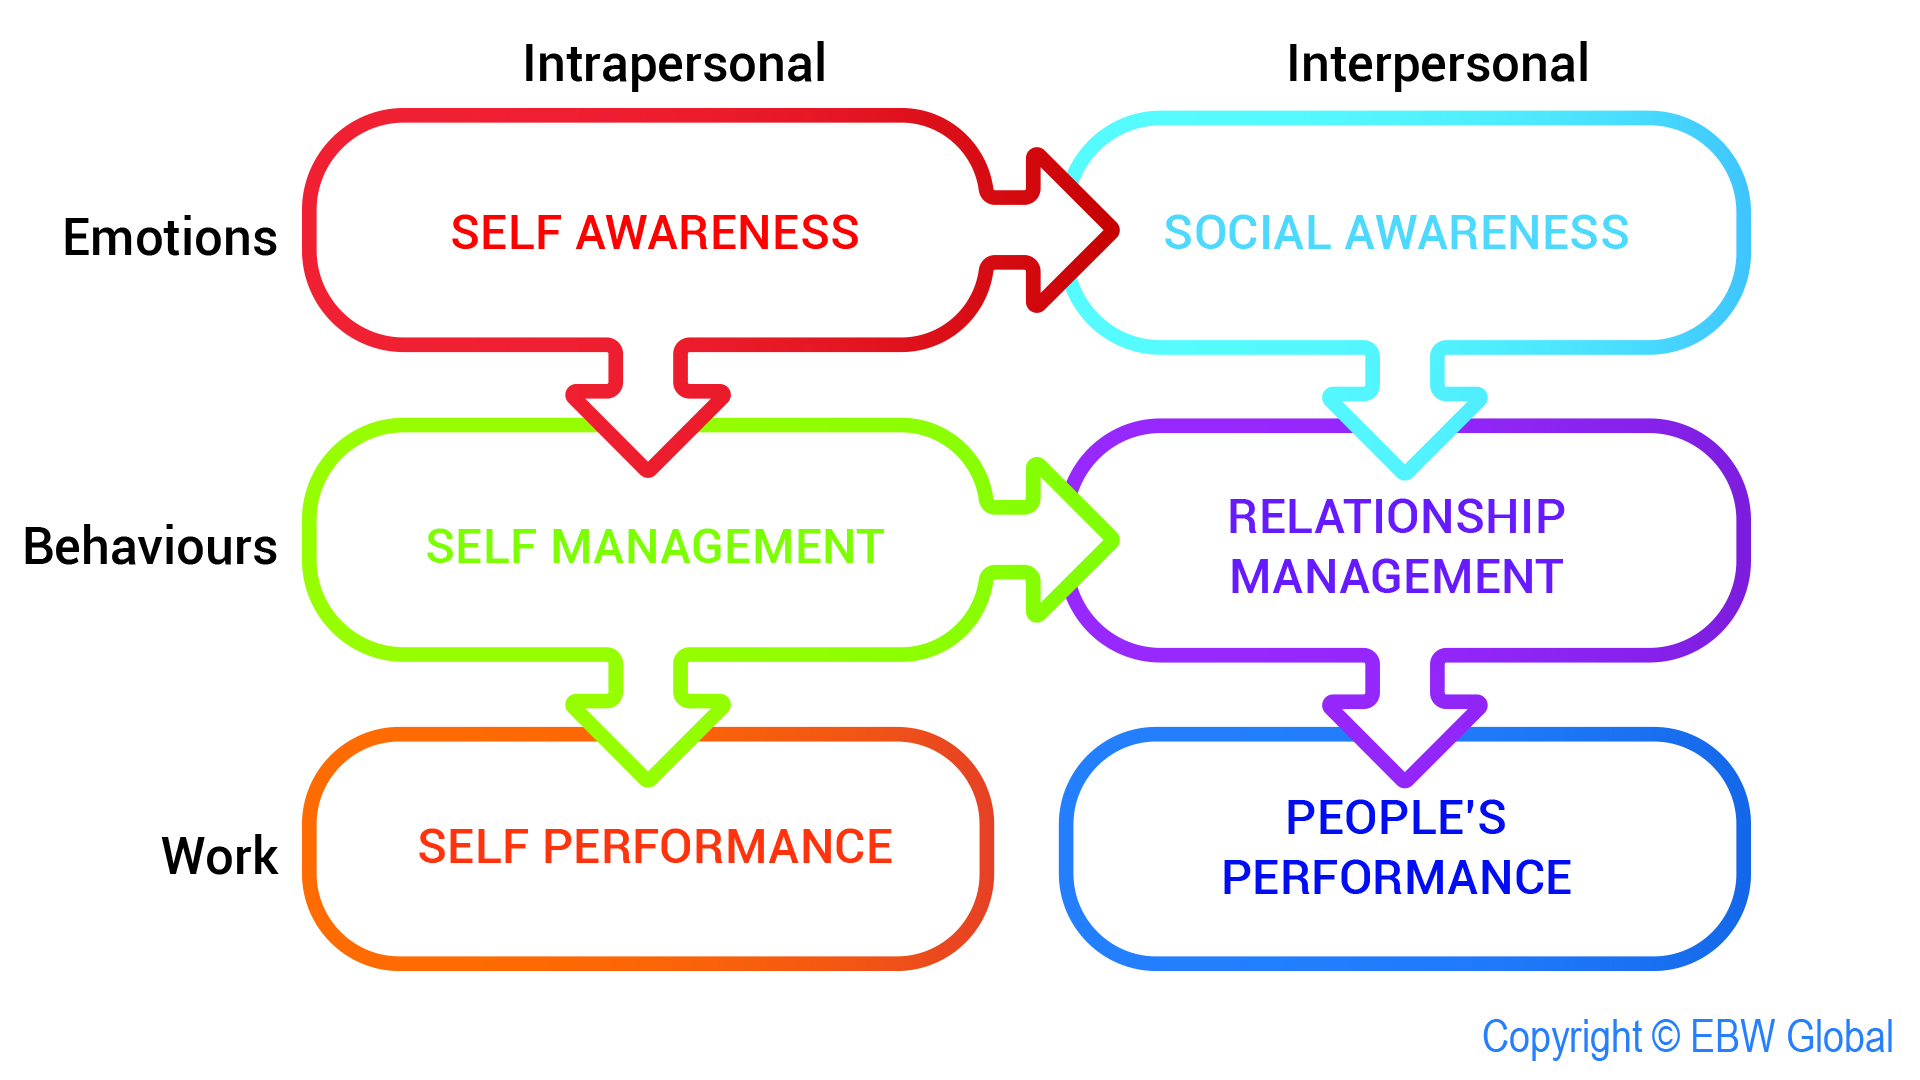 Intrapersonal
Interpersonal
Emotions
SELF AWARENESS
SOCIAL AWARENESS
Behaviours
SELF MANAGEMENT
RELATIONSHIP
MANAGEMENT
Work
SELF PERFORMANCE
PEOPLE'S
PERFORMANCE
Copyright © EBW Global